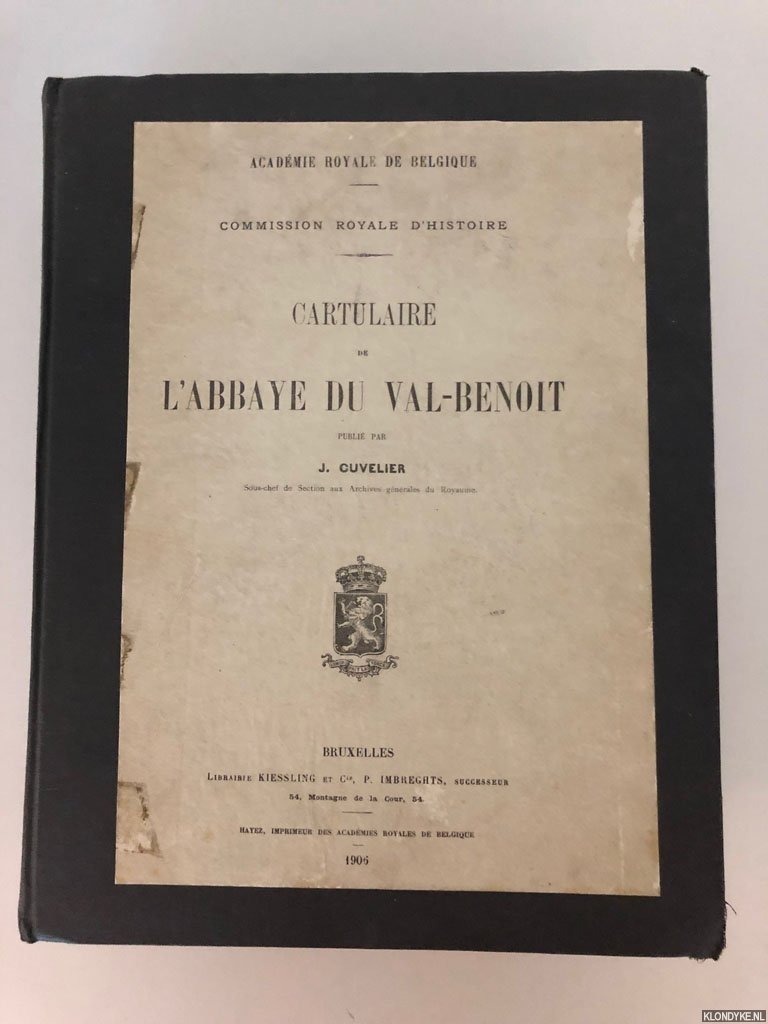 ACADÉMIE ROYALE DE BELGIQUE
COMMISSION ROYALE D'HISTOIRE
CARTULAIRE
DE
L'ABBAYE DU VAL-BENOIT
PUBLIÉ PAR
J. CUVELIER
Sous-chef de Section aux Archives générales du Royaume.
BRUXELLES
LIBRAIRIE KIESSLING ET Cie, P. IMBREGHTS, SUCCESSEUR
54, Montagne de la Cour, 54
HAYEZ, IMPRIMEUR DES ACADÉMIES ROYALES DE BELGIQUE
1906
KLONDYKE.NL